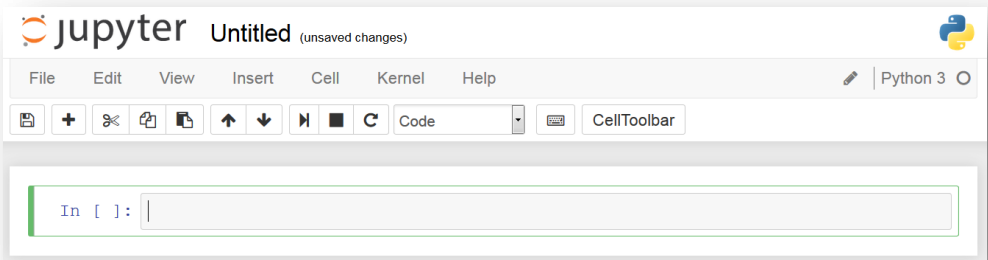 jupyter Untitled (unsaved changes)
File Edit View Insert Cell Kernel Help Python 3
Code CellToolbar
In [ ]: